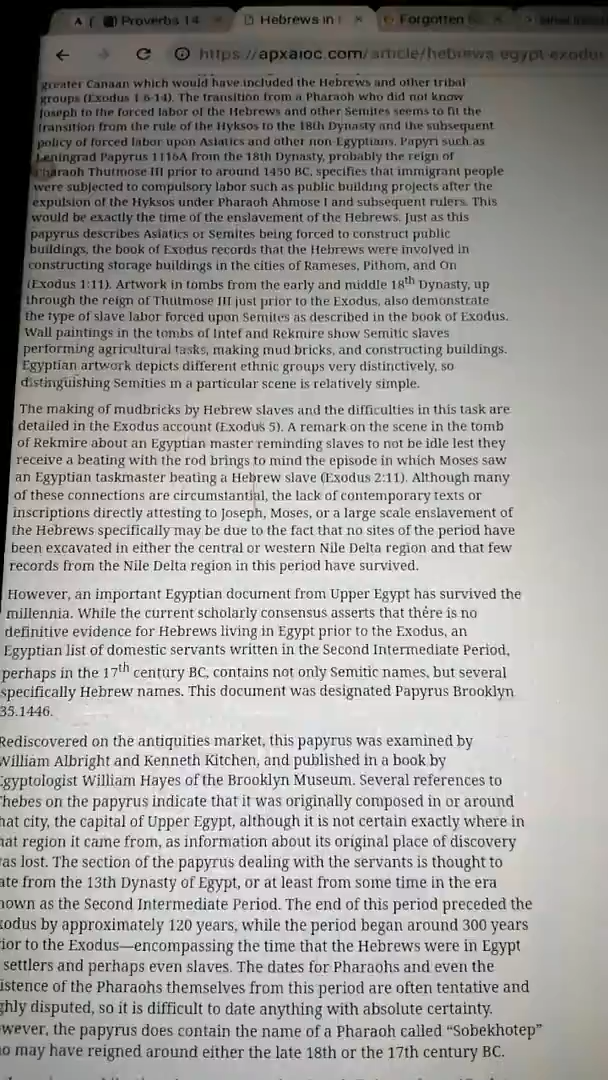 Proverbs 14
Hebrews in
Forgotten
https://apxaioc.com/article/hebrews-egypt-exodus
greater Canaan which would have included the Hebrews and other tribal
groups (Exodus 1:6-14). The transition from a Pharaoh who did not know
Joseph to the forced labor of the Hebrews and other Semites seems to fit the
transition from the rule of the Hyksos to the 18th Dynasty and the subsequent
policy of forced labor upon Asiatics and other non-Egyptians. Papyri such as
Leningrad Papyrus 1116A from the 18th Dynasty, probably the reign of
Pharaoh Thutmose III prior to around 1450 BC, specifies that immigrant people
were subjected to compulsory labor such as public building projects after the
expulsion of the Hyksos under Pharaoh Ahmose I and subsequent rulers. This
would be exactly the time of the enslavement of the Hebrews. Just as this
papyrus describes Asiatics or Semites being forced to construct public
buildings, the book of Exodus records that the Hebrews were involved in
constructing storage buildings in the cities of Rameses, Pithom, and On
(Exodus 1:11). Artwork in tombs from the early and middle 18th Dynasty, up
through the reign of Thutmose III just prior to the Exodus, also demonstrate
the type of slave labor forced upon Semites as described in the book of Exodus.
Wall paintings in the tombs of Intef and Rekmire show Semitic slaves
performing agricultural tasks, making mud bricks, and constructing buildings.
Egyptian artwork depicts different ethnic groups very distinctively, so
distinguishing Semities in a particular scene is relatively simple.
The making of mudbricks by Hebrew slaves and the difficulties in this task are
detailed in the Exodus account (Exodus 5). A remark on the scene in the tomb
of Rekmire about an Egyptian master reminding slaves to not be idle lest they
receive a beating with the rod brings to mind the episode in which Moses saw
an Egyptian taskmaster beating a Hebrew slave (Exodus 2:11). Although many
of these connections are circumstantial, the lack of contemporary texts or
inscriptions directly attesting to Joseph, Moses, or a large scale enslavement of
the Hebrews specifically may be due to the fact that no sites of the period have
been excavated in either the central or western Nile Delta region and that few
records from the Nile Delta region in this period have survived.
However, an important Egyptian document from Upper Egypt has survived the
millennia. While the current scholarly consensus asserts that there is no
definitive evidence for Hebrews living in Egypt prior to the Exodus, an
Egyptian list of domestic servants written in the Second Intermediate Period,
perhaps in the 17th century BC, contains not only Semitic names, but several
specifically Hebrew names. This document was designated Papyrus Brooklyn
35.1446.
Rediscovered on the antiquities market, this papyrus was examined by
William Albright and Kenneth Kitchen, and published in a book by
Egyptologist William Hayes of the Brooklyn Museum. Several references to
Thebes on the papyrus indicate that it was originally composed in or around
hat city, the capital of Upper Egypt, although it is not certain exactly where in
hat region it came from, as information about its original place of discovery
as lost. The section of the papyrus dealing with the servants is thought to
ate from the 13th Dynasty of Egypt, or at least from some time in the era
nown as the Second Intermediate Period. The end of this period preceded the
xodus by approximately 120 years, while the period began around 300 years
ior to the Exodus—encompassing the time that the Hebrews were in Egypt
settlers and perhaps even slaves. The dates for Pharaohs and even the
istence of the Pharaohs themselves from this period are often tentative and
ghly disputed, so it is difficult to date anything with absolute certainty.
wever, the papyrus does contain the name of a Pharaoh called “Sobekhotep”
o may have reigned around either the late 18th or the 17th century BC.